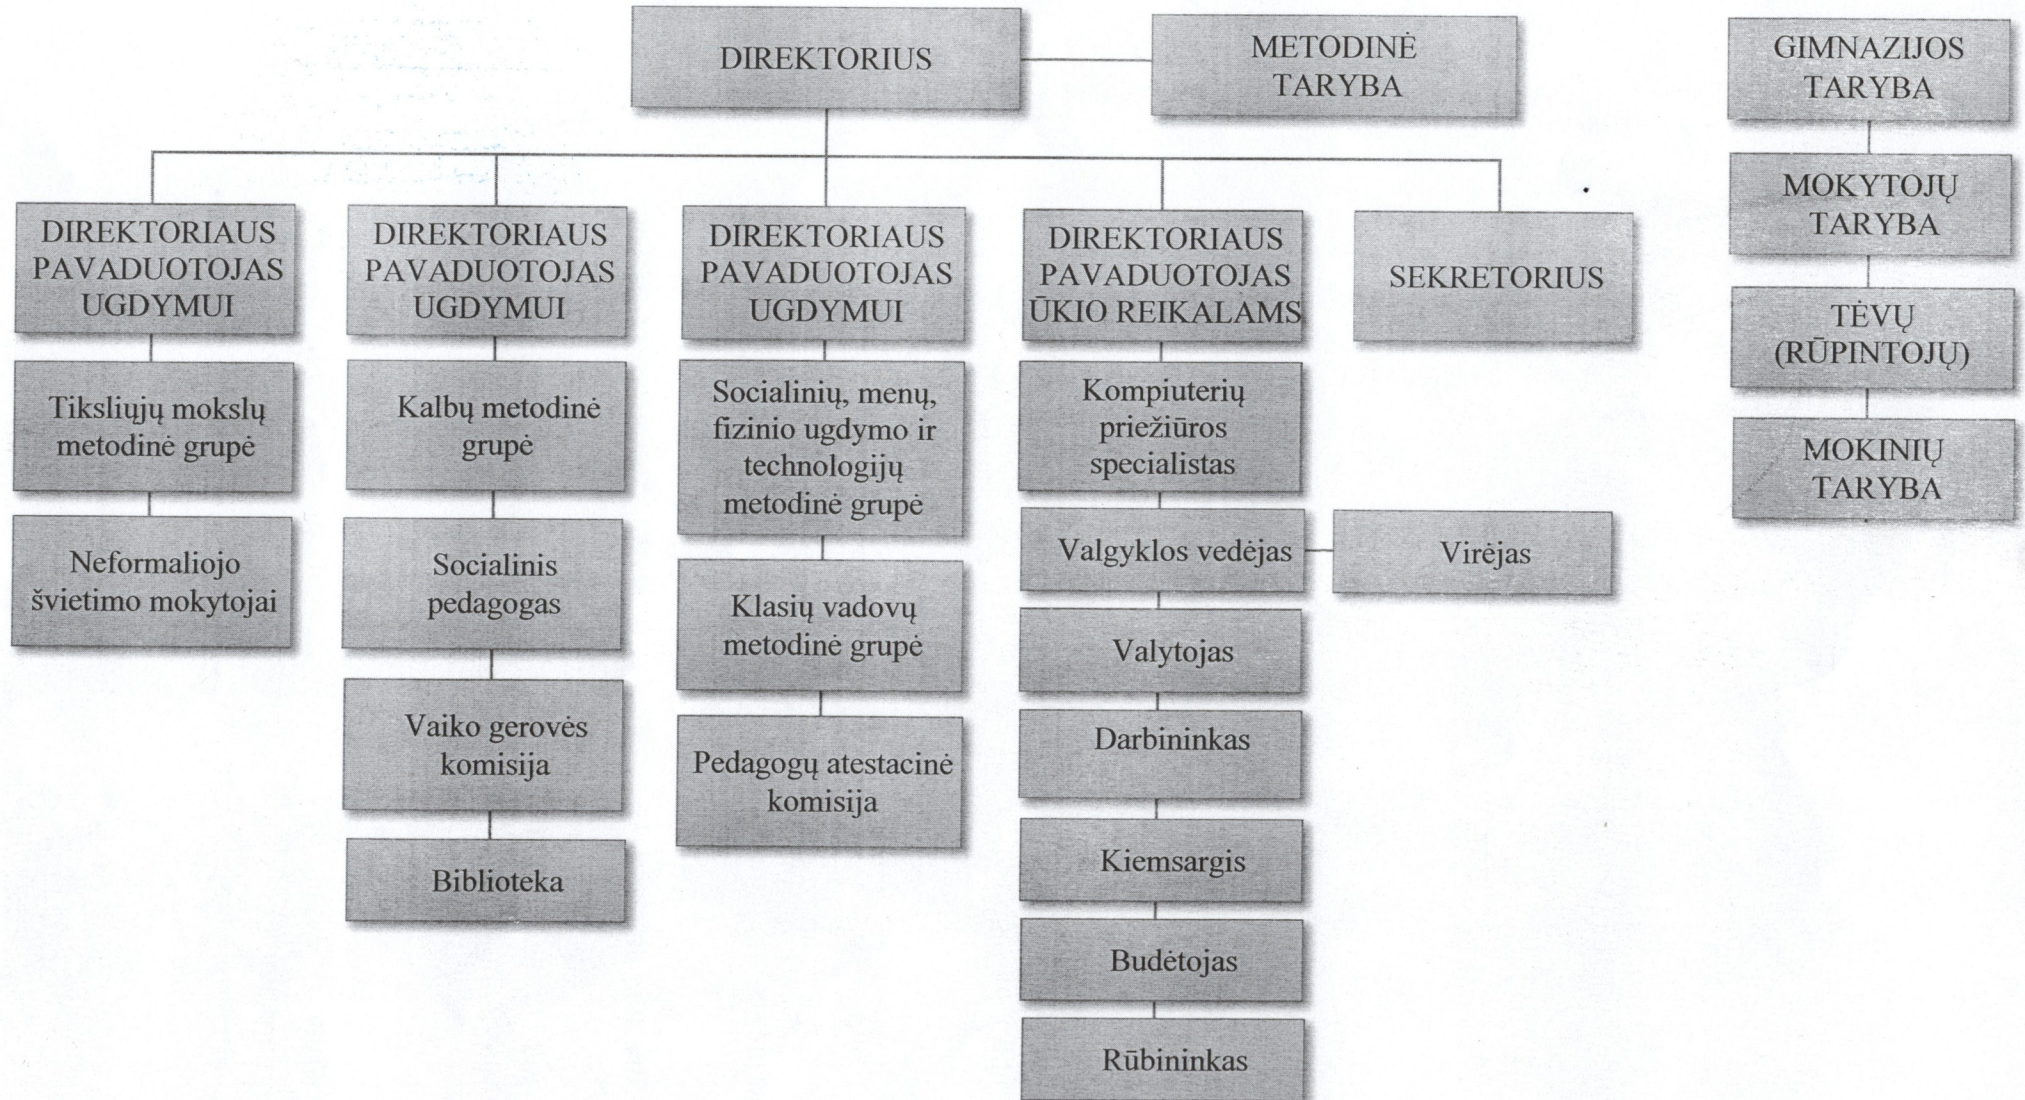 DIREKTORIUS
METODINĖ
TARYBA
GIMNAZIJOS
TARYBA
MOKYTOJŲ
TARYBA
TĖVŲ
(RŪPINTOJŲ)
MOKINIŲ
TARYBA
DIREKTORIAUS
PAVADUOTOJAS
UGDYMUI
Tiksliųjų mokslų
metodinė grupė
Neformaliojo
švietimo mokytojai
DIREKTORIAUS
PAVADUOTOJAS
UGDYMUI
Kalbų metodinė
grupė
Socialinis
pedagogas
Vaiko gerovės
komisija
Biblioteka
DIREKTORIAUS
PAVADUOTOJAS
UGDYMUI
Socialinių, menų,
fizinio ugdymo ir
technologijų
metodinė grupė
Klasių vadovų
metodinė grupė
Pedagogų atestacinė
komisija
DIREKTORIAUS
PAVADUOTOJAS
ŪKIO REIKALAMS
Kompiuterių
priežiūros
specialistas
Valgyklos vedėjas
Virėjas
Valytojas
Darbininkas
Kiemsargis
Budėtojas
Rūbininkas
SEKRETORIUS